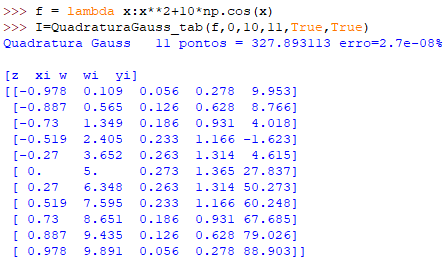 >>> f = lambda x:x**2+10*np.cos(x)
>>> I=QuadraturaGauss_tab(f,0,10,11,True,True)
Quadratura Gauss   11 pontos = 327.893113 erro=2.7e-08%
[z  xi w  wi  yi]
[[-0.978  0.109  0.056  0.278  9.953]
[-0.887  0.565  0.126  0.628  8.766]
[-0.73   1.349  0.186  0.931  4.018]
[-0.519  2.405  0.233  1.166 -1.623]
[-0.27   3.652  0.263  1.314  4.615]
[ 0.     5.     0.273  1.365 27.837]
[ 0.27   6.348  0.263  1.314 50.273]
[ 0.519  7.595  0.233  1.166 60.248]
[ 0.73   8.651  0.186  0.931 67.685]
[ 0.887  9.435  0.126  0.628 79.026]
[ 0.978  9.891  0.056  0.278 88.903]]